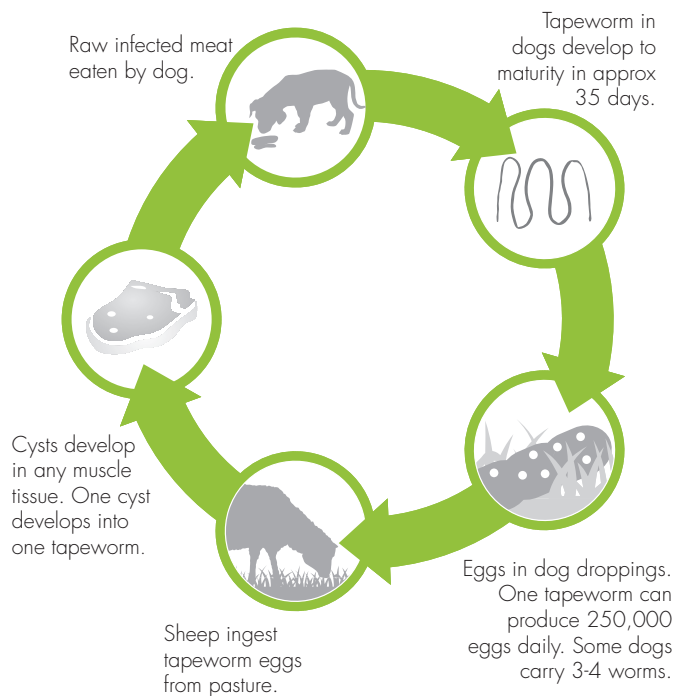 Raw infected meat
eaten by dog.
Tapeworm in
dogs develop to
maturity in approx
35 days.
Eggs in dog droppings.
One tapeworm can
produce 250,000
eggs daily. Some dogs
carry 3-4 worms.
Sheep ingest
tapeworm eggs
from pasture.
Cysts develop
in any muscle
tissue. One cyst
develops into
one tapeworm.